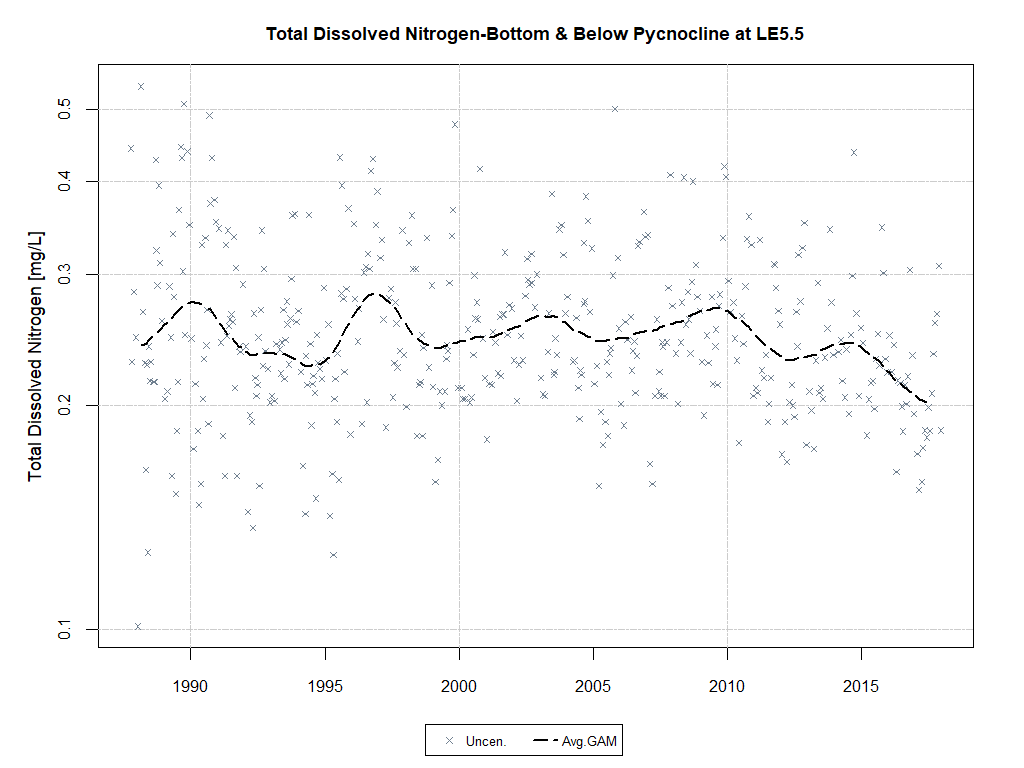 Total Dissolved Nitrogen-Bottom & Below Pycnocline at LE5.5
Total Dissolved Nitrogen [mg/L]
0.5
0.4
0.3
0.2
0.1
1990 1995 2000 2005 2010 2015
Uncen. Avg.GAM